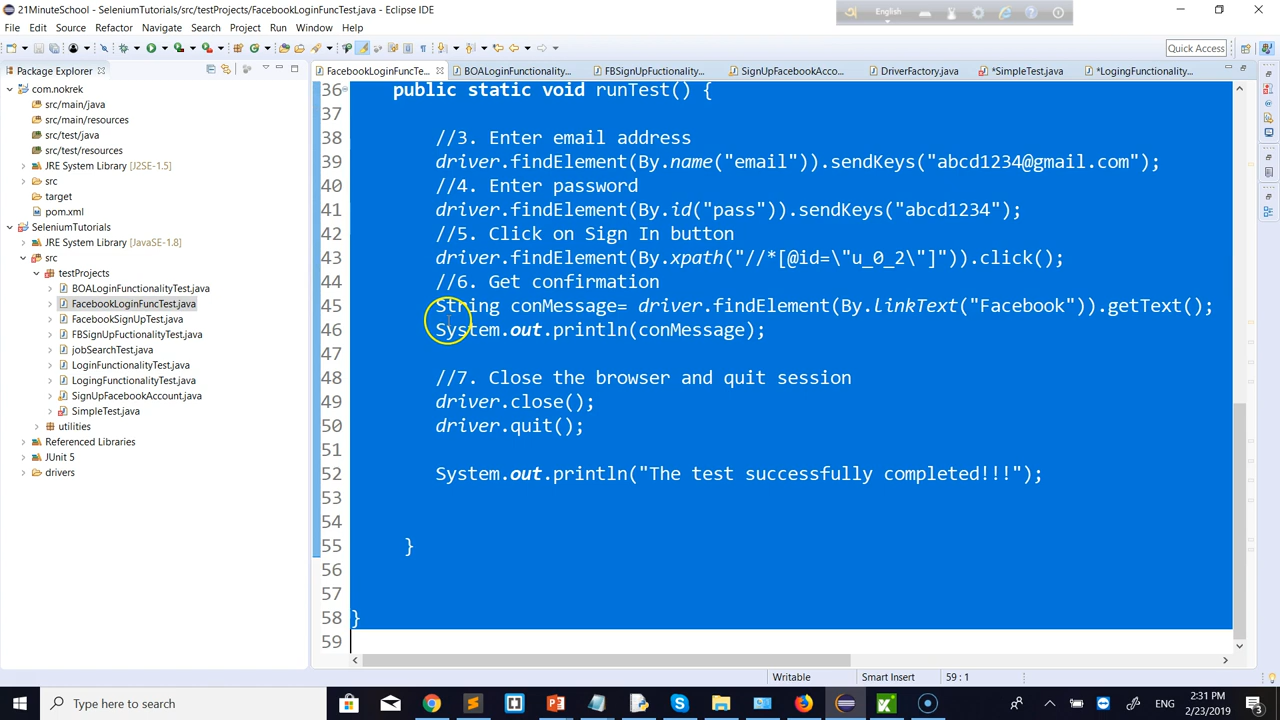 21MinuteSchool - SeleniumTutorials/src/testProjects/FacebookLoginFuncTest.java - Eclipse IDE
English
File Edit Source Refactor Navigate Search Project Run Window Help
Quick Access
Package Explorer
FacebookLoginFuncTe... BOALoginFunctionality... FBSignUpFuctionality... SignUpFacebookAcco... DriverFactory.java *SimpleTest.java *LogingFunctionality...
com.nokrek
src/main/java
src/main/resources
src/test/java
src/test/resources
JRE System Library [J2SE-1.5]
src
target
pom.xml
SeleniumTutorials
JRE System Library [JavaSE-1.8]
src
testProjects
BOALoginFunctionalityTest.java
FacebookLoginFuncTest.java
FacebookSignUpTest.java
FBSignUpFuctionalityTest.java
jobSearchTest.java
LoginFunctionalityTest.java
LogingFunctionalityTest.java
SignUpFacebookAccount.java
SimpleTest.java
utilities
Referenced Libraries
JUnit 5
drivers
36 public static void runTest() {
37
38 //3. Enter email address
39 driver.findElement(By.name("email")).sendKeys("abcd1234@gmail.com");
40 //4. Enter password
41 driver.findElement(By.id("pass")).sendKeys("abcd1234");
42 //5. Click on Sign In button
43 driver.findElement(By.xpath("//*[@id=\"u_0_2\"]")).click();
44 //6. Get confirmation
45 String conMessage= driver.findElement(By.linkText("Facebook")).getText();
46 System.out.println(conMessage);
47
48 //7. Close the browser and quit session
49 driver.close();
50 driver.quit();
51
52 System.out.println("The test successfully completed!!!");
53
54
55 }
56
57
58 }
59
Writable Smart Insert 59 : 1
Type here to search
ENG
2:31 PM
2/23/2019
3